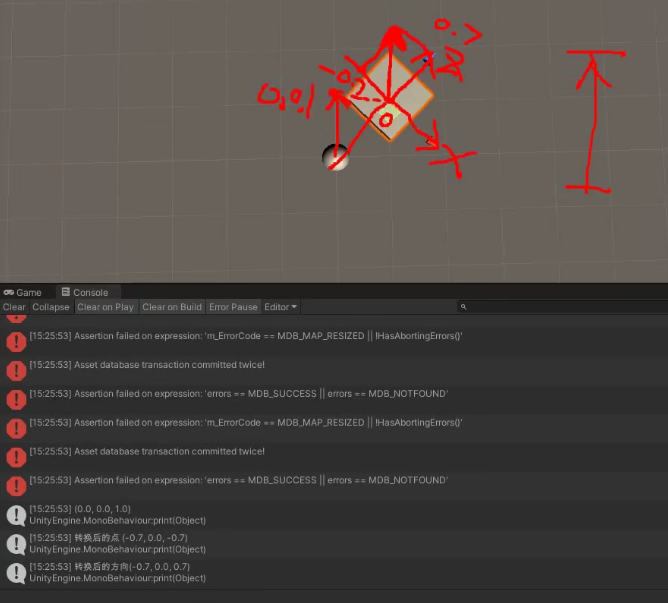 0.7
-0.7
(0,0,1
0
X
Game
Console
Clear Collapse Clear on Play Clear on Build Error Pause Editor
[15:25:53] Assertion failed on expression: 'm_ErrorCode == MDB_MAP_RESIZED || !HasAbortingErrors()'
[15:25:53] Asset database transaction committed twice!
[15:25:53] Assertion failed on expression: 'errors == MDB_SUCCESS || errors == MDB_NOTFOUND'
[15:25:53] Assertion failed on expression: 'm_ErrorCode == MDB_MAP_RESIZED || !HasAbortingErrors()'
[15:25:53] Asset database transaction committed twice!
[15:25:53] Assertion failed on expression: 'errors == MDB_SUCCESS || errors == MDB_NOTFOUND'
[15:25:53] (0.0, 0.0, 1.0)
UnityEngine.MonoBehaviour:print(Object)
[15:25:53] 转换后的点 (-0.7, 0.0, -0.7)
UnityEngine.MonoBehaviour:print(Object)
[15:25:53] 转换后的方向(-0.7, 0.0, 0.7)
UnityEngine.MonoBehaviour:print(Object)